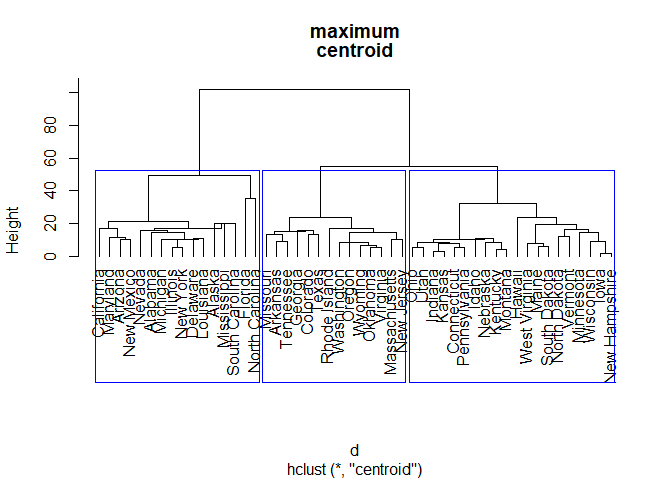 maximum
centroid
Height
0
20
40
60
80
California
Maryland
Arizona
New Mexico
Nevada
Alabama
Michigan
Illinois
New York
Delaware
Louisiana
Alaska
Mississippi
South Carolina
Florida
North Carolina
Missouri
Arkansas
Tennessee
Georgia
Colorado
Texas
Rhode Island
Washington
Oregon
Wyoming
Oklahoma
Virginia
Massachusetts
New Jersey
Ohio
Utah
Indiana
Kansas
Connecticut
Pennsylvania
Idaho
Nebraska
Kentucky
Montana
Hawaii
West Virginia
Maine
South Dakota
North Dakota
Vermont
Minnesota
Wisconsin
Iowa
New Hampshire
d
hclust (*, "centroid")